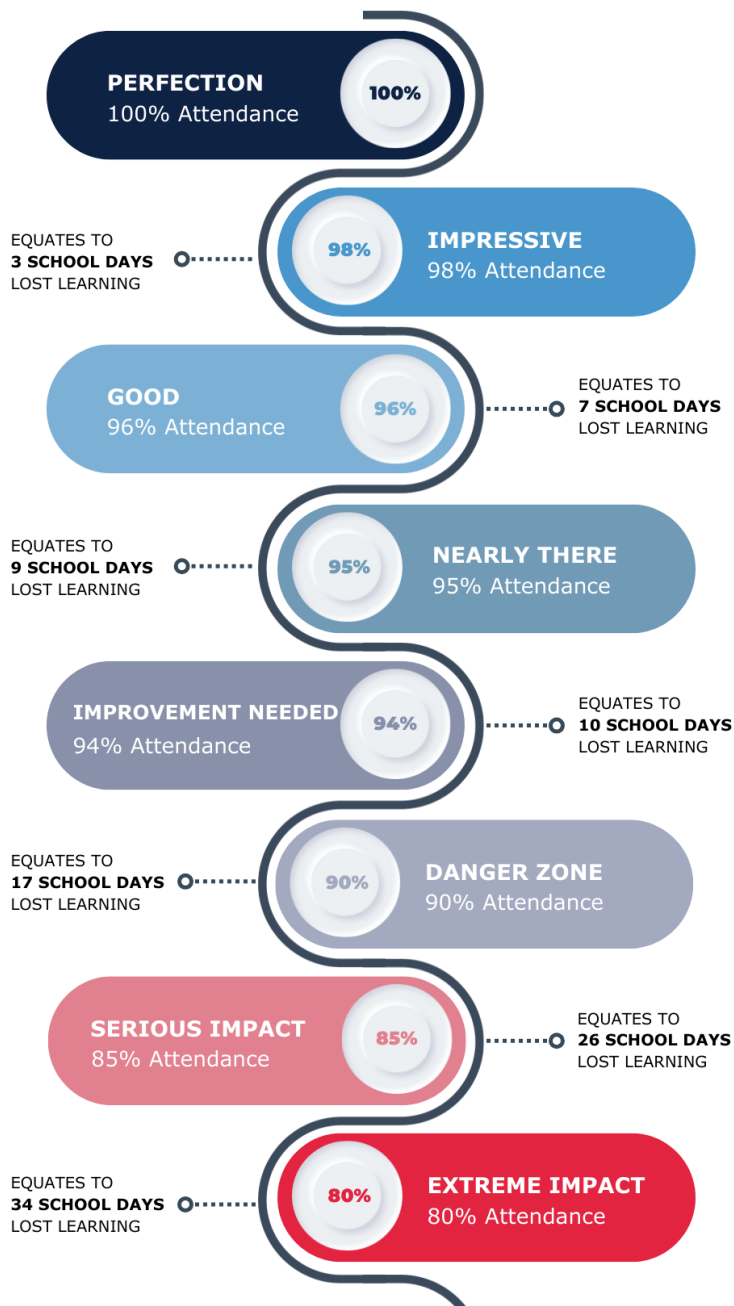 PERFECTION
100% Attendance
100%
EQUATES TO
3 SCHOOL DAYS
LOST LEARNING
98%
IMPRESSIVE
98% Attendance
GOOD
96% Attendance
96%
EQUATES TO
7 SCHOOL DAYS
LOST LEARNING
EQUATES TO
9 SCHOOL DAYS
LOST LEARNING
95%
NEARLY THERE
95% Attendance
IMPROVEMENT NEEDED
94% Attendance
94%
EQUATES TO
10 SCHOOL DAYS
LOST LEARNING
EQUATES TO
17 SCHOOL DAYS
LOST LEARNING
90%
DANGER ZONE
90% Attendance
SERIOUS IMPACT
85% Attendance
85%
EQUATES TO
26 SCHOOL DAYS
LOST LEARNING
EQUATES TO
34 SCHOOL DAYS
LOST LEARNING
80%
EXTREME IMPACT
80% Attendance